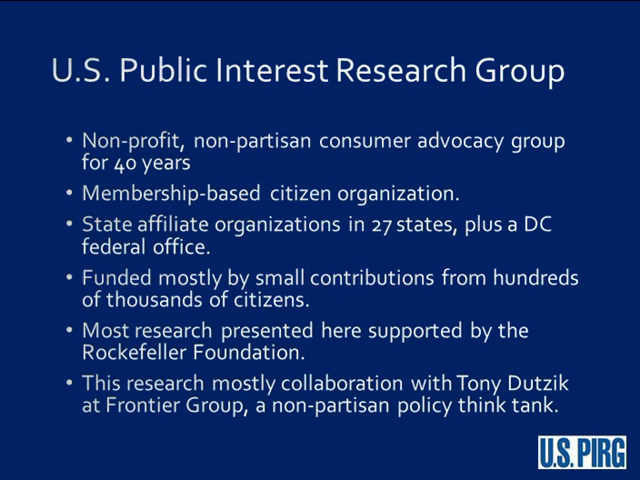 U.S. Public Interest Research Group
• Non-profit, non-partisan consumer advocacy group
for 40 years
• Membership-based citizen organization.
• State affiliate organizations in 27 states, plus a DC
federal office.
• Funded mostly by small contributions from hundreds
of thousands of citizens.
• Most research presented here supported by the
Rockefeller Foundation.
• This research mostly collaboration with Tony Dutzik
at Frontier Group, a non-partisan policy think tank.
U.S. PIRG